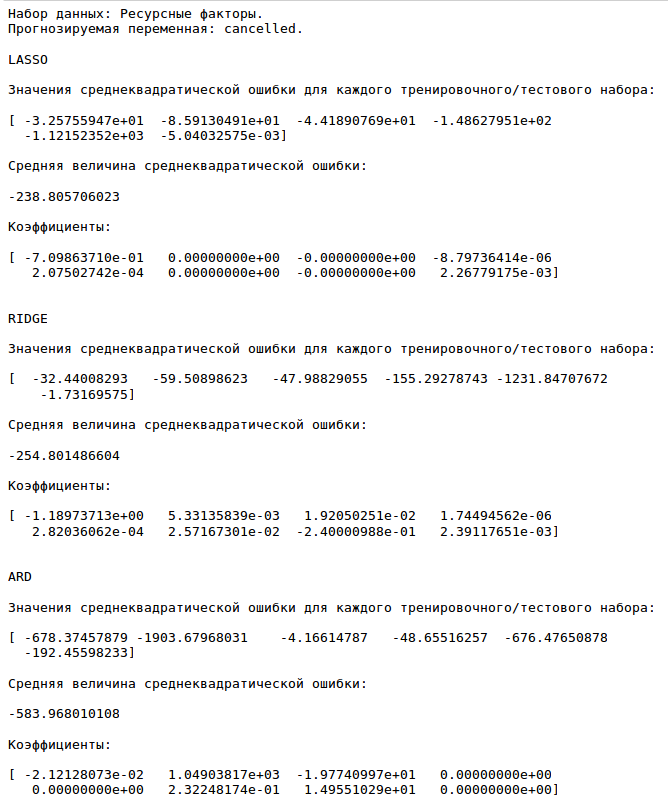 Набор данных: Ресурсные факторы.
Прогнозируемая переменная: cancelled.
LASSO
Значения среднеквадратической ошибки для каждого тренировочного/тестового набора:
[ -3.25755947e+01 -8.59130491e+01 -4.41890769e+01 -1.48627951e+02
-1.12152352e+03 -5.04032575e-03]
Средняя величина среднеквадратической ошибки:
-238.805706023
Коэффициенты:
[ -7.09863710e-01 0.00000000e+00 -0.00000000e+00 -8.79736414e-06
2.07502742e-04 0.00000000e+00 -0.00000000e+00 2.26779175e-03]
RIDGE
Значения среднеквадратической ошибки для каждого тренировочного/тестового набора:
[ -32.44008293 -59.50898623 -47.98829055 -155.29278743 -1231.84707672
-1.73169575]
Средняя величина среднеквадратической ошибки:
-254.801486604
Коэффициенты:
[ -1.18973713e+00 5.33135839e-03 1.92050251e-02 1.74494562e-06
2.82036062e-04 2.57167301e-02 -2.40000988e-01 2.39117651e-03]
ARD
Значения среднеквадратической ошибки для каждого тренировочного/тестового набора:
[ -678.37457879 -1903.67968031 -4.16614787 -48.65516257 -676.47650878
-192.45598233]
Средняя величина среднеквадратической ошибки:
-583.968010108
Коэффициенты:
[ -2.12128073e-02 1.04903817e+03 -1.97740997e+01 0.00000000e+00
0.00000000e+00 2.32248174e-01 1.49551029e+01 0.00000000e+00]